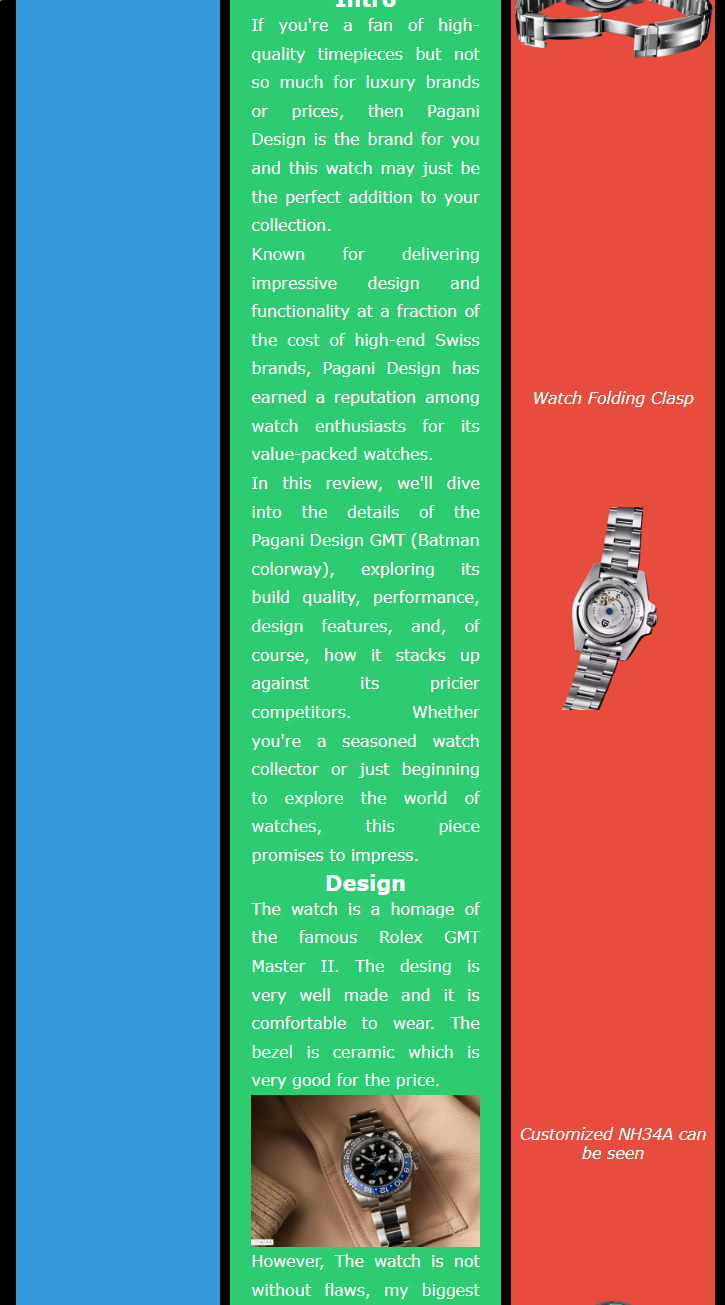 Intro
If you're a fan of high-
quality timepieces but not
so much for luxury brands
or prices, then Pagani
Design is the brand for you
and this watch may just be
the perfect addition to your
collection.
Known for delivering
impressive design and
functionality at a fraction of
the cost of high-end Swiss
brands, Pagani Design has
earned a reputation among
watch enthusiasts for its
value-packed watches.
In this review, we'll dive
into the details of the
Pagani Design GMT (Batman
colorway), exploring its
build quality, performance,
design features, and, of
course, how it stacks up
against its pricier
competitors. Whether
you're a seasoned watch
collector or just beginning
to explore the world of
watches, this piece
promises to impress.
Design
The watch is a homage of
the famous Rolex GMT
Master II. The desing is
very well made and it is
comfortable to wear. The
bezel is ceramic which is
very good for the price.
However, The watch is not
without flaws, my biggest
Watch Folding Clasp
Customized NH34A can
be seen